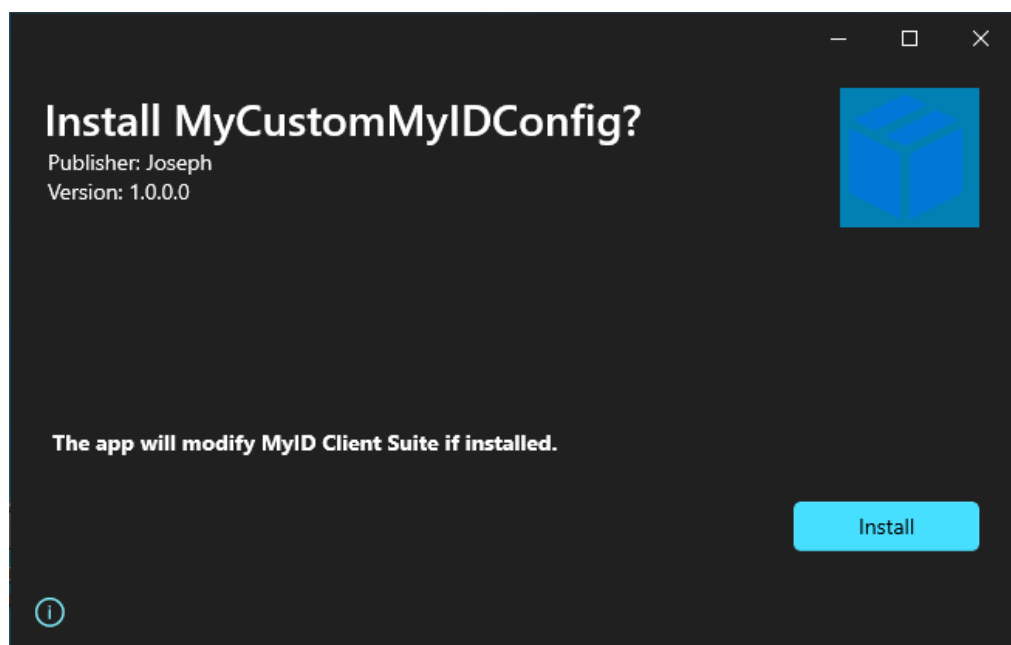 Install MyCustomMyIDConfig?
Publisher: Joseph
Version: 1.0.0.0
The app will modify MyID Client Suite if installed.
Install